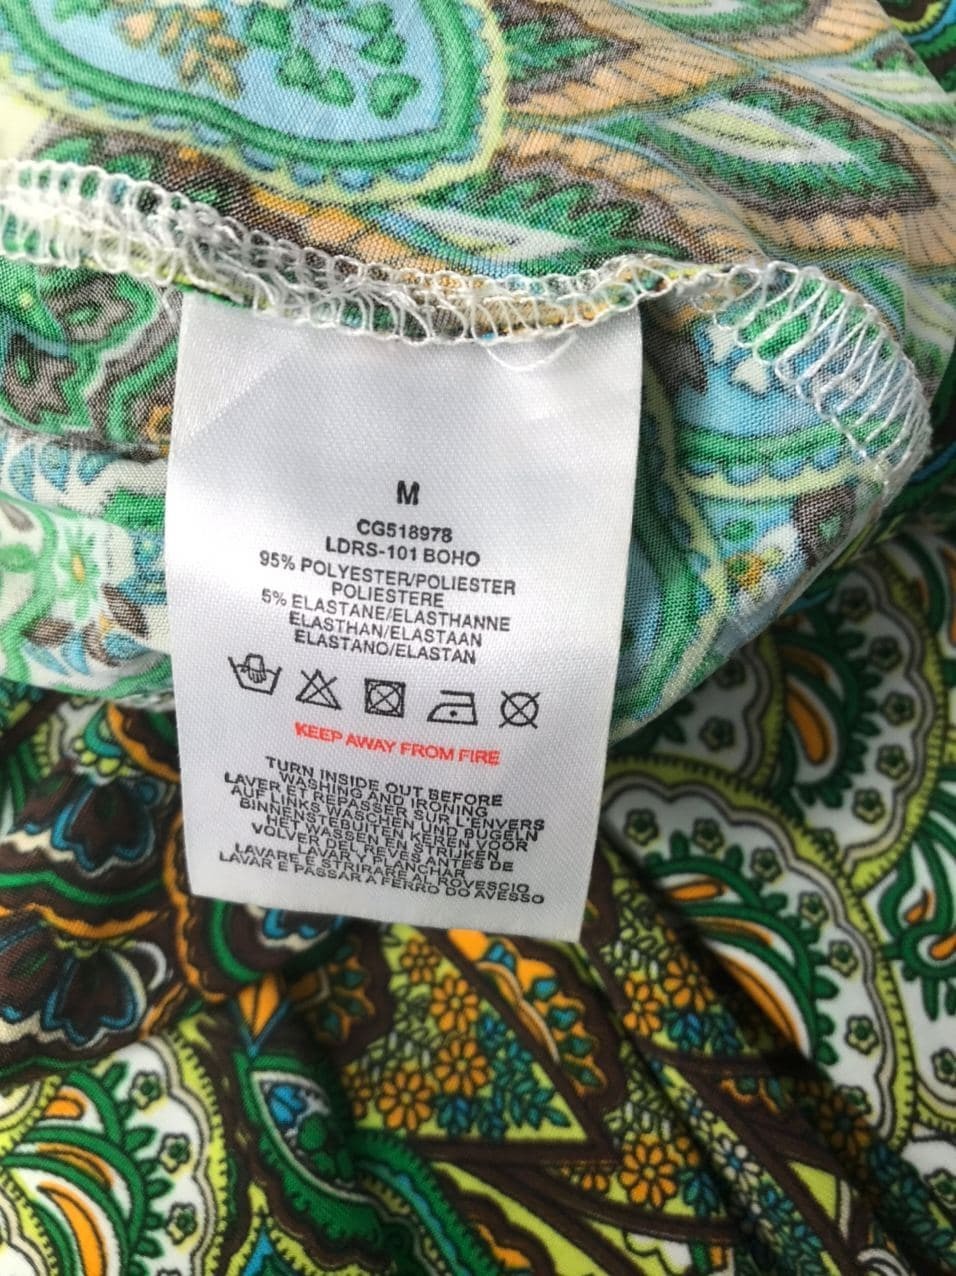 M
CG518978
LDRS-101 BOHO
95% POLYESTER/POLIESTER
POLIESTERE
5% ELASTANE/ELASTHANNE
ELASTHAN/ELASTAAN
ELASTANO/ELASTAN
KEEP AWAY FROM FIRE
TURN INSIDE OUT BEFORE
WASHING AND IRONING
LAVER ET REPASSER SUR L'ENVERS
AUF LINKS WASCHEN UND BUGELN
BINNENSTEBUITEN KEREN VOOR
HET WASSEN EN STRIJKEN
VOLVER DEL REVES ANTES DE
LAVAR Y PLANCHAR
LAVARE E STIRARE A ROVESCIO
LAVAR E PASSAR A FERRO DO AVESSO